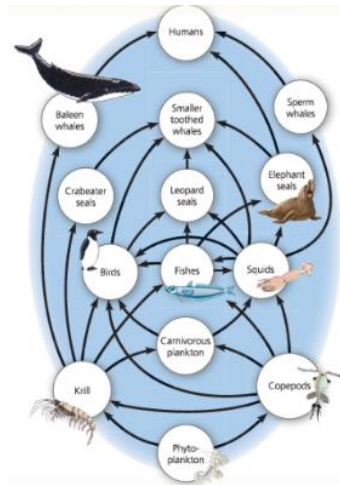 Humans
Baleen
whales
Smaller
toothed
whales
Sperm
whales
Crabeater
seals
Leopard
seals
Elephant
seals
Birds
Fishes
Squids
Carnivorous
plankton
Krill
Copepods
Phyto-
plankton